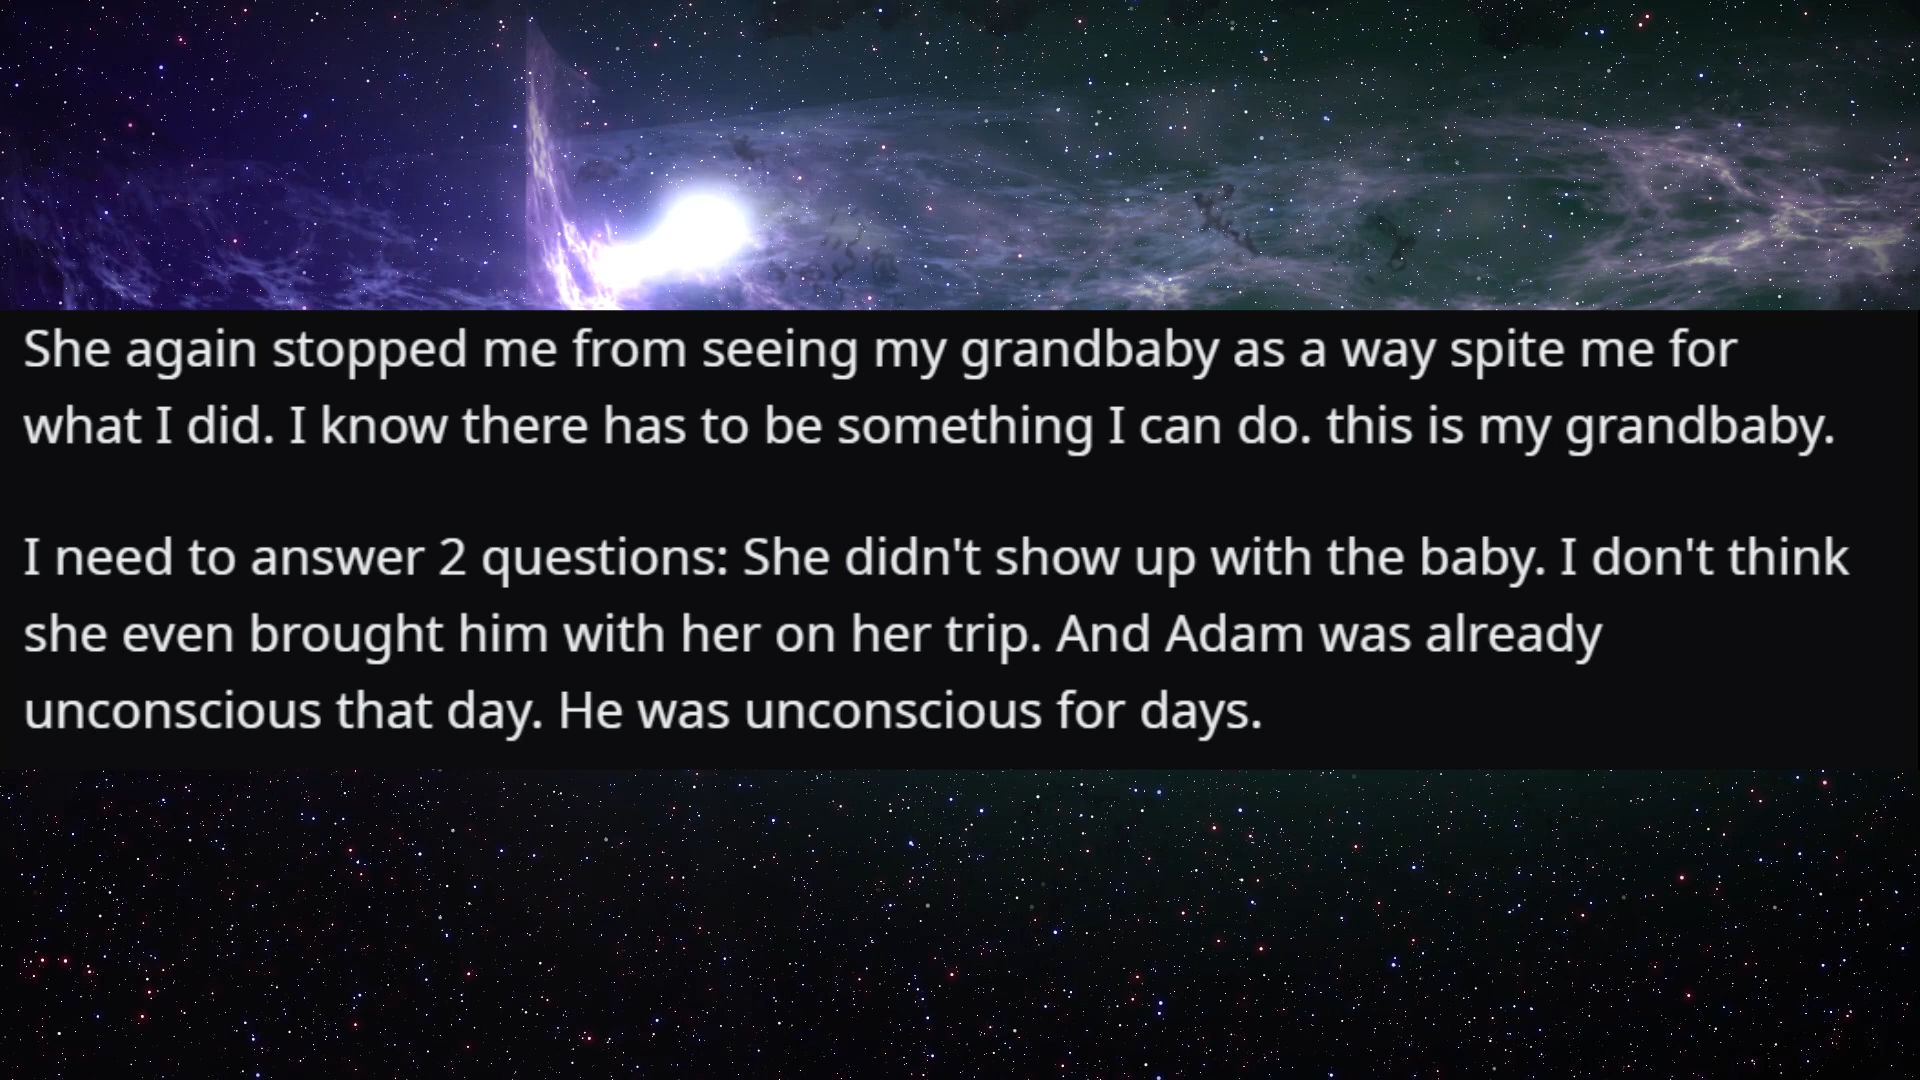 She again stopped me from seeing my grandbaby as a way spite me for
what I did. I know there has to be something I can do. this is my grandbaby.
I need to answer 2 questions: She didn't show up with the baby. I don't think
she even brought him with her on her trip. And Adam was already
unconscious that day. He was unconscious for days.